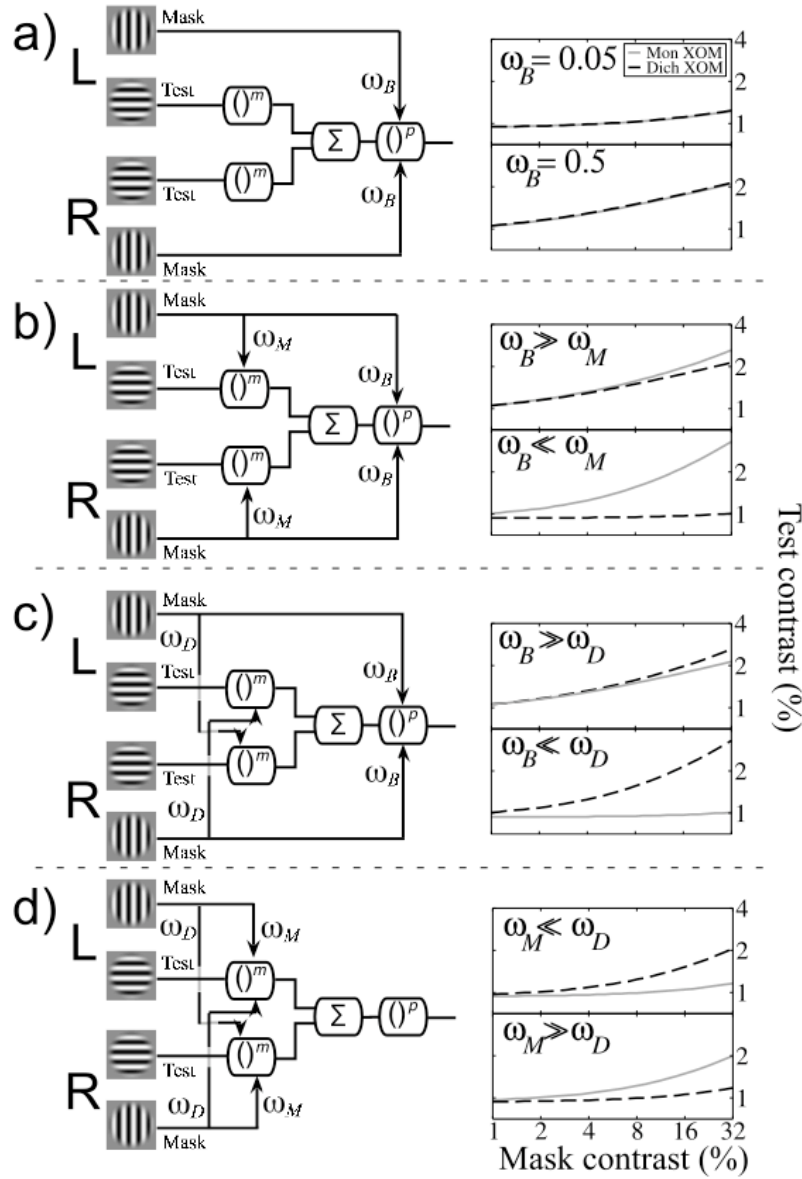 a)
L
R
Mask
Test
Test
Mask
()ᵐ
()ᵐ
Σ
()ᵖ
ω_B
ω_B
ω_B = 0.05
Mon XOM
Dich XOM
4
2
1
ω_B = 0.5
2
1
b)
L
R
Mask
Test
Test
Mask
ω_M
ω_M
()ᵐ
()ᵐ
Σ
()ᵖ
ω_B
ω_B
ω_B ≫ ω_M
4
2
1
ω_B ≪ ω_M
2
1
c)
L
R
Mask
Test
Test
Mask
ω_D
ω_D
()ᵐ
()ᵐ
Σ
()ᵖ
ω_B
ω_B
ω_B ≫ ω_D
4
2
1
ω_B ≪ ω_D
2
1
d)
L
R
Mask
Test
Test
Mask
ω_D
ω_M
ω_D
ω_M
()ᵐ
()ᵐ
Σ
()ᵖ
ω_M ≪ ω_D
4
2
1
ω_M ≫ ω_D
2
1
1 2 4 8 16 32
Mask contrast (%)
Test contrast (%)